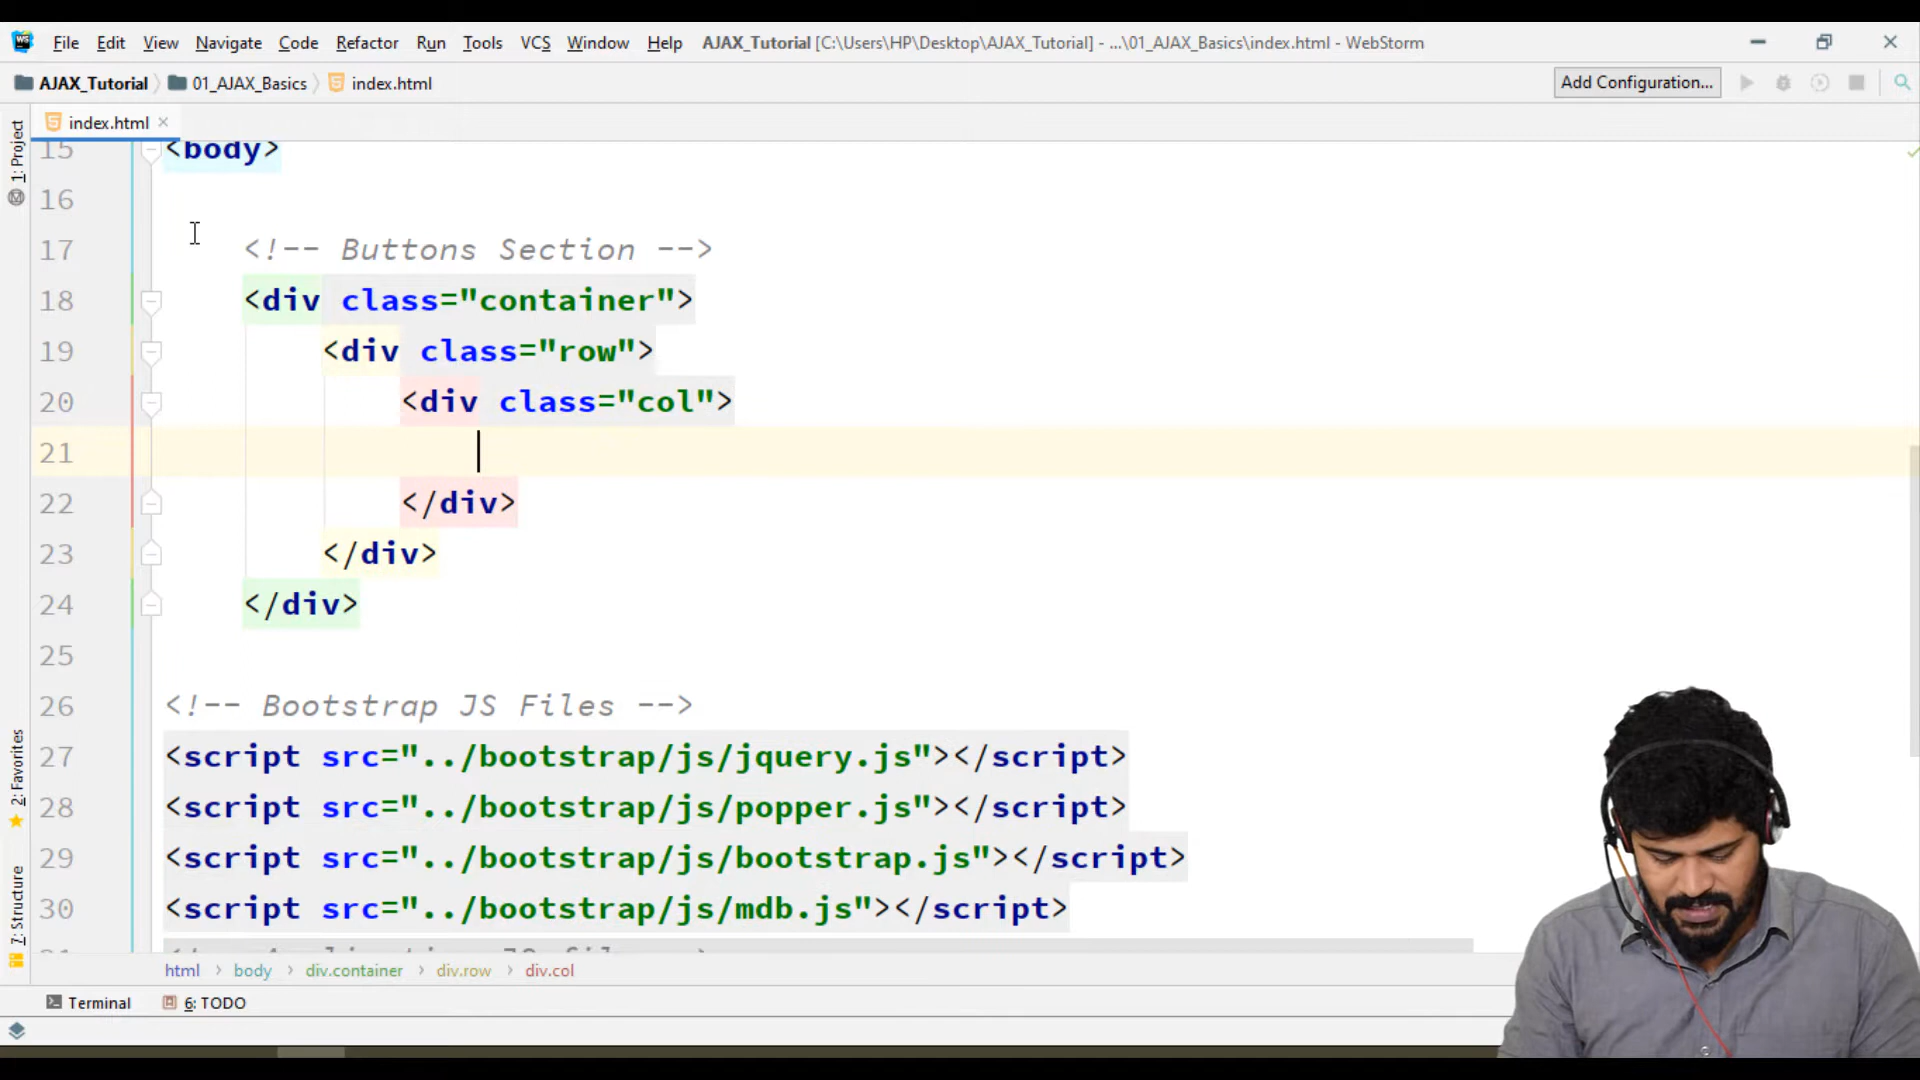 File Edit View Navigate Code Refactor Run Tools VCS Window Help AJAX_Tutorial [C:\Users\HP\Desktop\AJAX_Tutorial] - ...\01_AJAX_Basics\index.html - WebStorm
AJAX_Tutorial 01_AJAX_Basics index.html Add Configuration...
index.html
1: Project
2: Favorites
7: Structure
15 <body>
16
17 <!-- Buttons Section -->
18 <div class="container">
19 <div class="row">
20 <div class="col">
21
22 </div>
23 </div>
24 </div>
25
26 <!-- Bootstrap JS Files -->
27 <script src="../bootstrap/js/jquery.js"></script>
28 <script src="../bootstrap/js/popper.js"></script>
29 <script src="../bootstrap/js/bootstrap.js"></script>
30 <script src="../bootstrap/js/mdb.js"></script>
html › body › div.container › div.row › div.col
Terminal 6: TODO